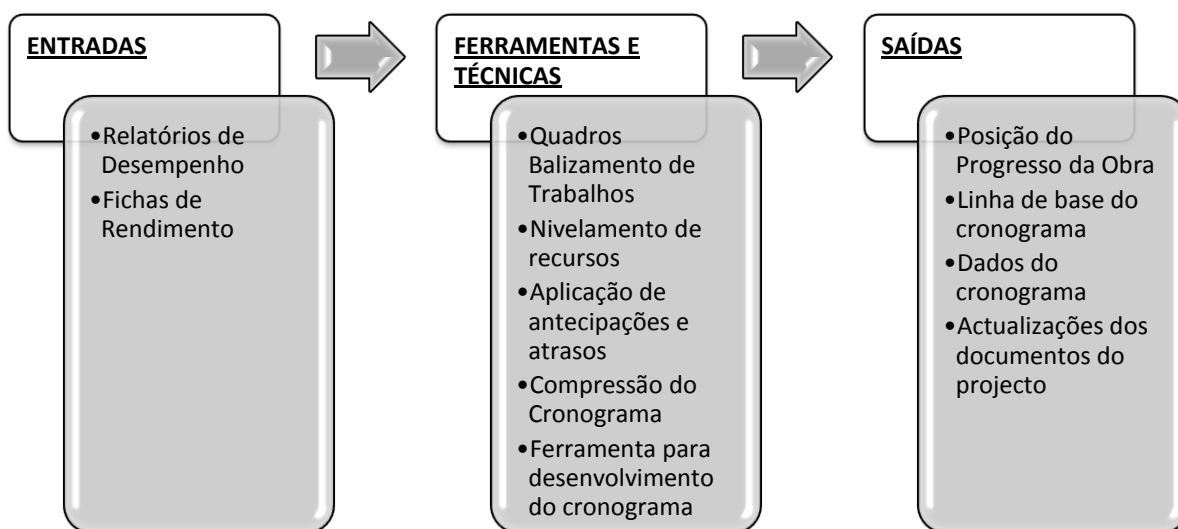 ENTRADAS
•Relatórios de
Desempenho
•Fichas de
Rendimento
FERRAMENTAS E
TÉCNICAS
•Quadros
Balizamento de
Trabalhos
•Nivelamento de
recursos
•Aplicação de
antecipações e
atrasos
•Compressão do
Cronograma
•Ferramenta para
desenvolvimento
do cronograma
SAÍDAS
•Posição do
Progresso da Obra
•Linha de base do
cronograma
•Dados do
cronograma
•Actualizações dos
documentos do
projecto